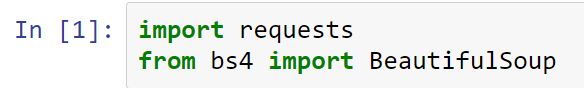 In [1]: import requests
from bs4 import BeautifulSoup